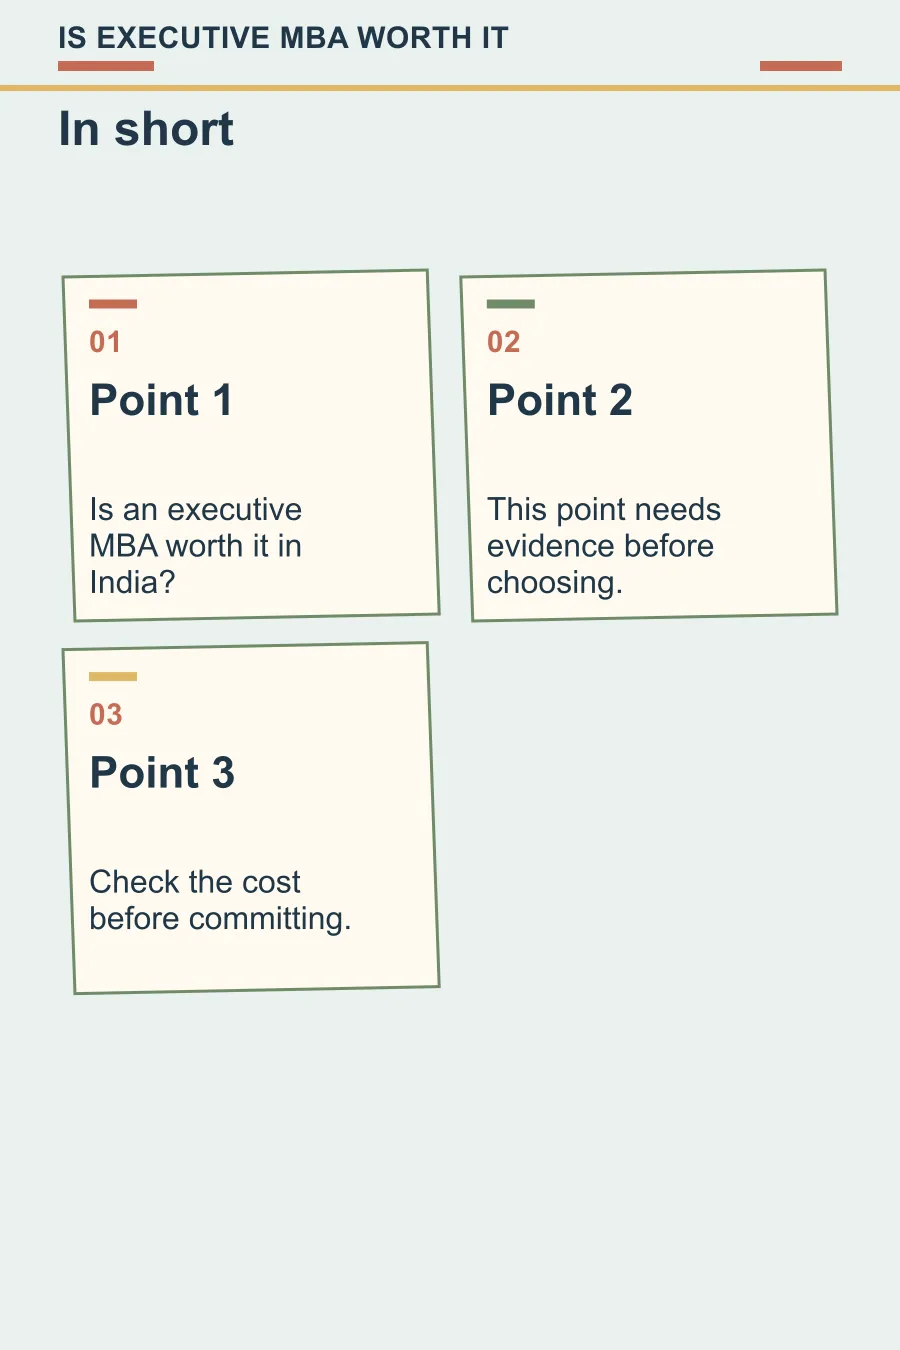 IS EXECUTIVE MBA WORTH IT
In short
01
Point 1
Is an executive
MBA worth it in
India?
02
Point 2
This point needs
evidence before
choosing.
03
Point 3
Check the cost
before committing.